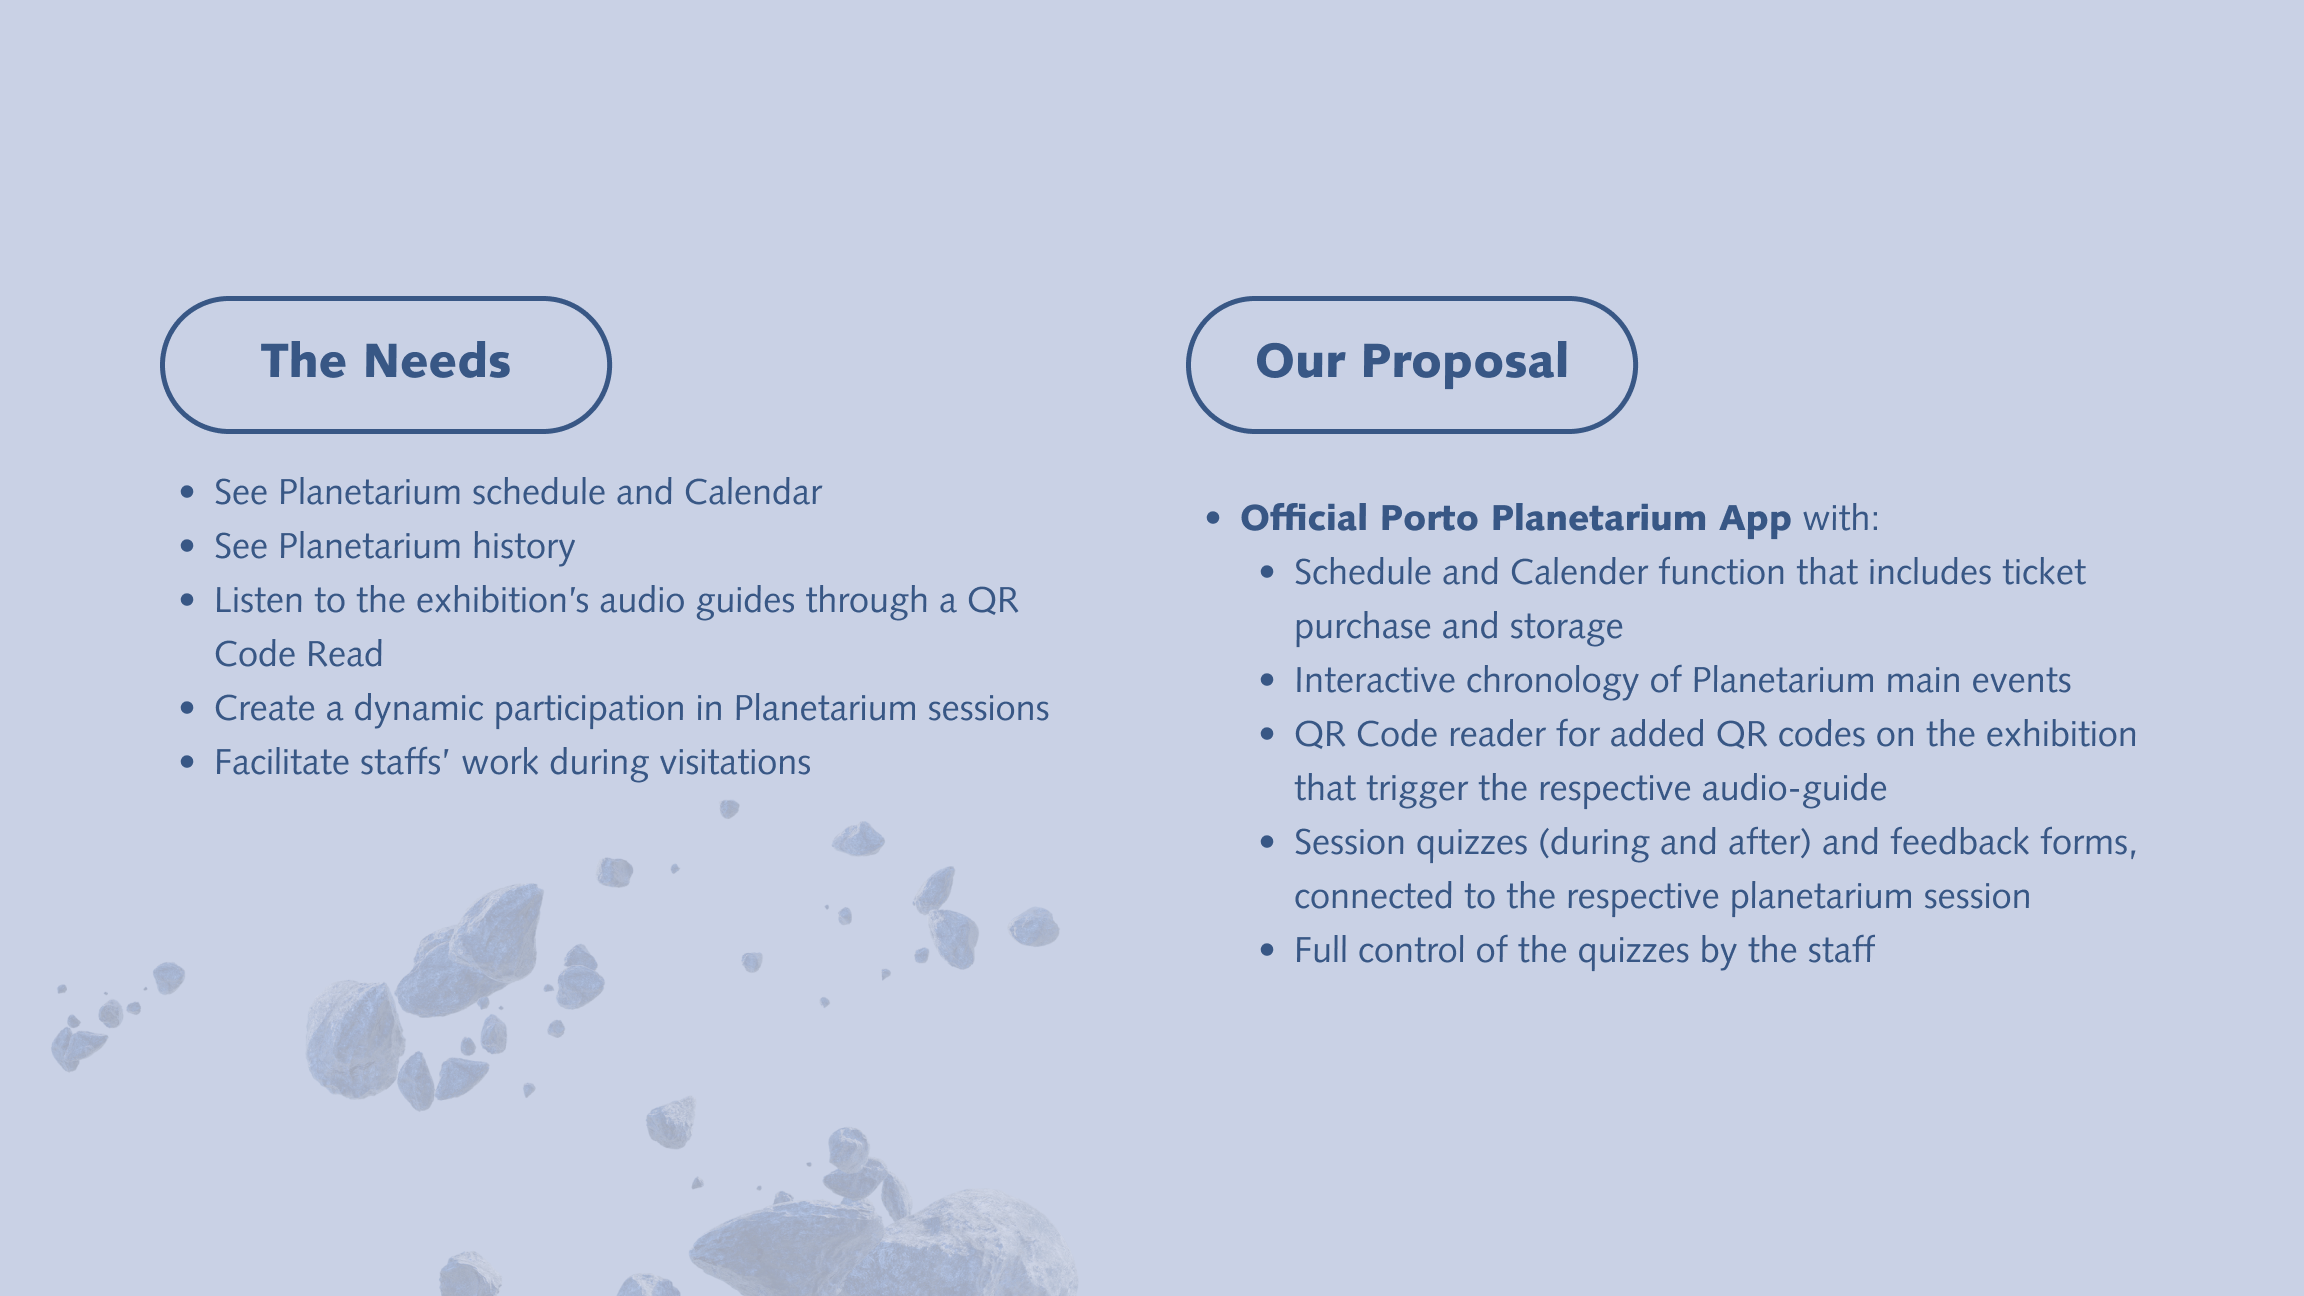 The Needs
• See Planetarium schedule and Calendar
• See Planetarium history
• Listen to the exhibition’s audio guides through a QR
Code Read
• Create a dynamic participation in Planetarium sessions
• Facilitate staffs’ work during visitations
Our Proposal
• Official Porto Planetarium App with:
• Schedule and Calender function that includes ticket
purchase and storage
• Interactive chronology of Planetarium main events
• QR Code reader for added QR codes on the exhibition
that trigger the respective audio-guide
• Session quizzes (during and after) and feedback forms,
connected to the respective planetarium session
• Full control of the quizzes by the staff